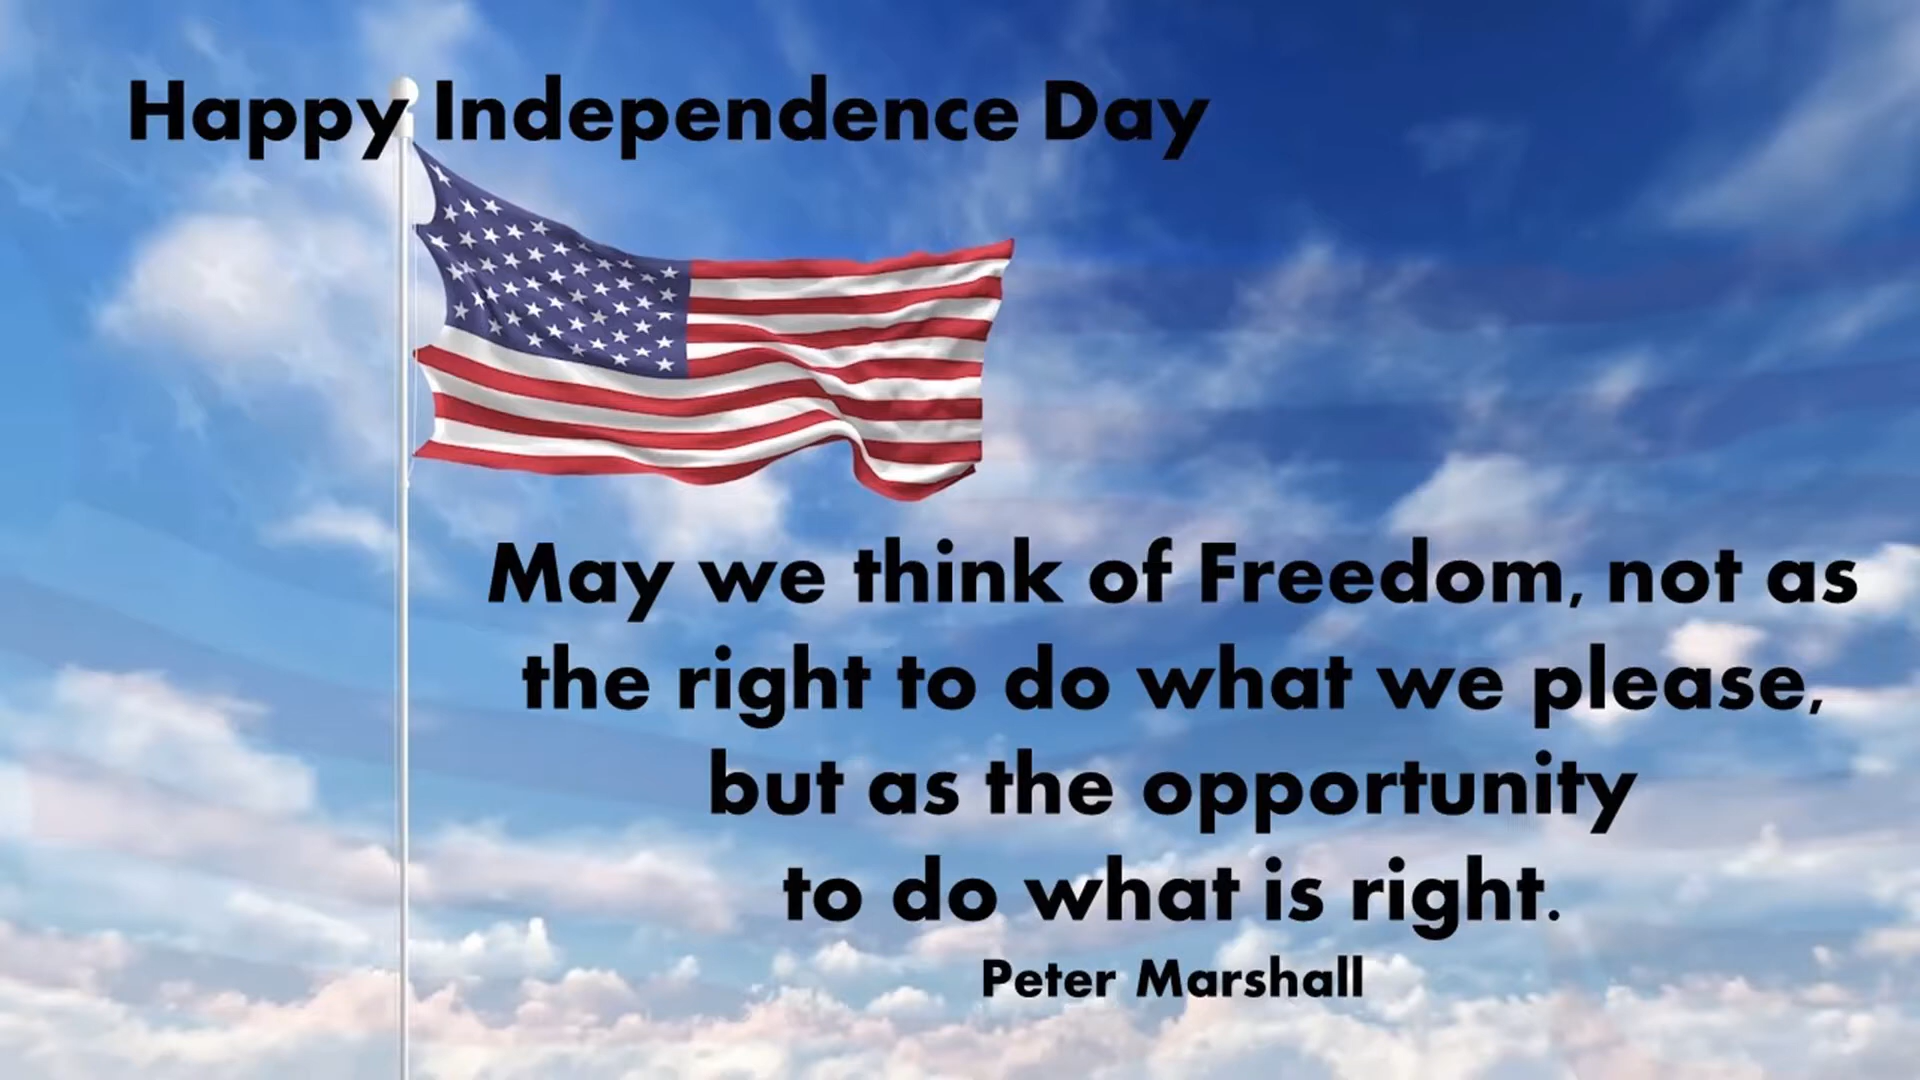 Happy Independence Day
May we think of Freedom, not as
the right to do what we please,
but as the opportunity
to do what is right.
Peter Marshall